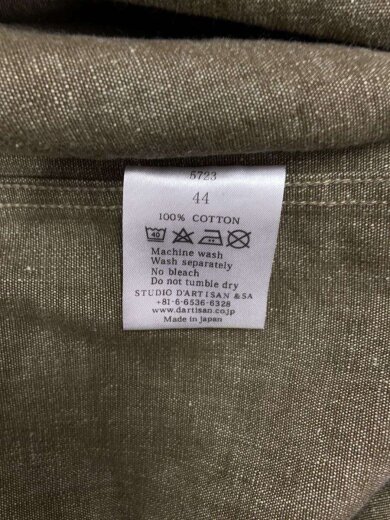 5723
44
100% COTTON
40
Machine wash
Wash separately
No bleach
Do not tumble dry
STUDIO D'ARTISAN &SA
+81-6-6536-6328
www.dartisan.co.jp
Made in japan